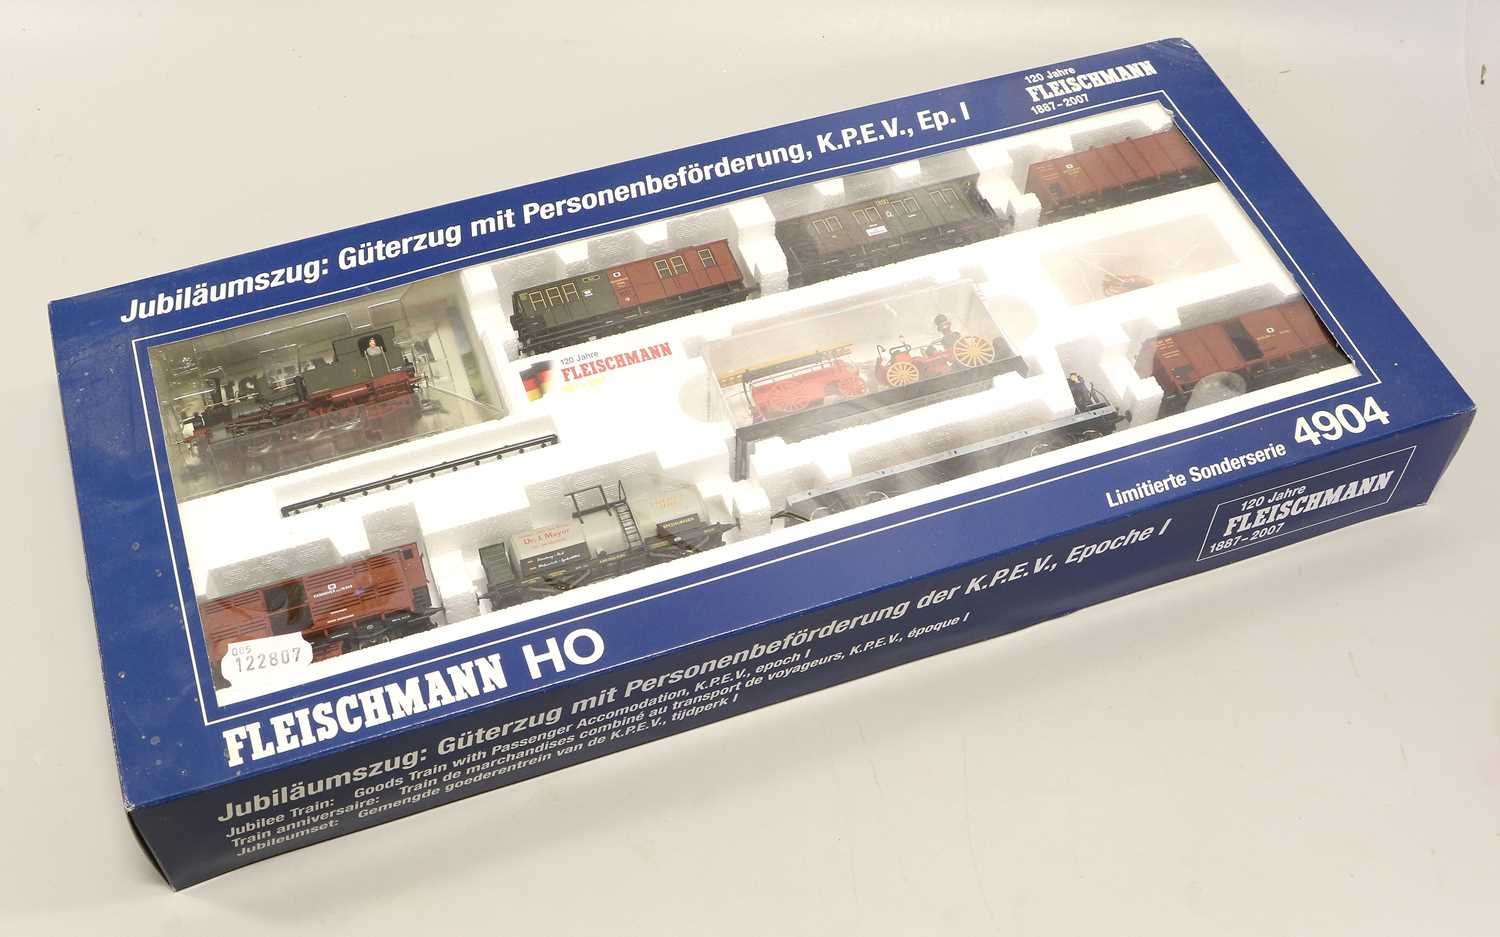 Jubiläumszug: Güterzug mit Personenbeförderung, K.P.E.V., Ep. I
120 Jahre
FLEISCHMANN
1887-2007
120 Jahre
FLEISCHMANN
Dr. J. Mayer
005
122807
Limitierte Sonderserie 4904
FLEISCHMANN HO
120 Jahre
FLEISCHMANN
1887-2007
Jubiläumszug: Güterzug mit Personenbeförderung der K.P.E.V., Epoche I
Jubilee Train: Goods Train with Passenger Accomodation, K.P.E.V., epoch I
Train anniversaire: Train de marchandises combiné au transport de voyageurs, K.P.E.V., époque I
Jubileumset: Gemengde goederentrein van de K.P.E.V., tijdperk I